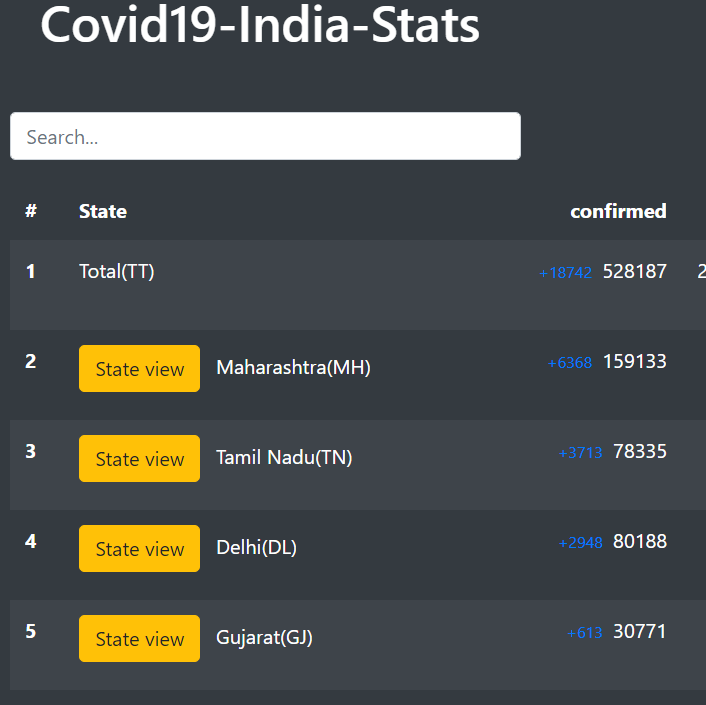 Covid19-India-Stats
Search...
# State confirmed
1 Total(TT) +18742 528187 2
2 State view Maharashtra(MH) +6368 159133
3 State view Tamil Nadu(TN) +3713 78335
4 State view Delhi(DL) +2948 80188
5 State view Gujarat(GJ) +613 30771